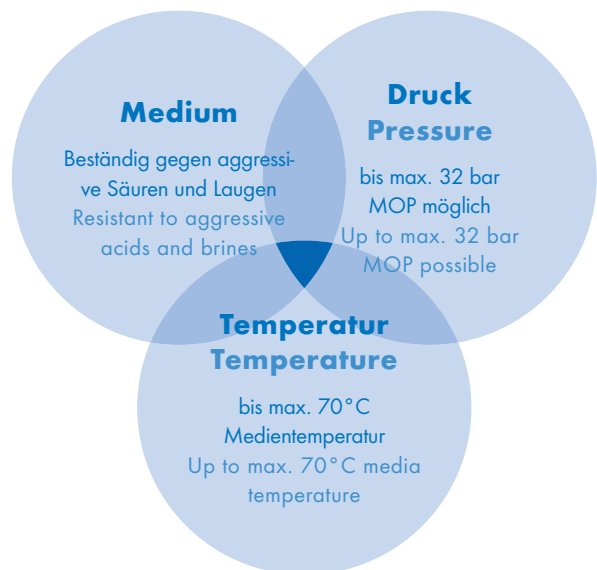 Medium
Beständig gegen aggressi-
ve Säuren und Laugen
Resistant to aggressive
acids and brines
Druck
Pressure
bis max. 32 bar
MOP möglich
Up to max. 32 bar
MOP possible
Temperatur
Temperature
bis max. 70°C
Medientemperatur
Up to max. 70°C media
temperature